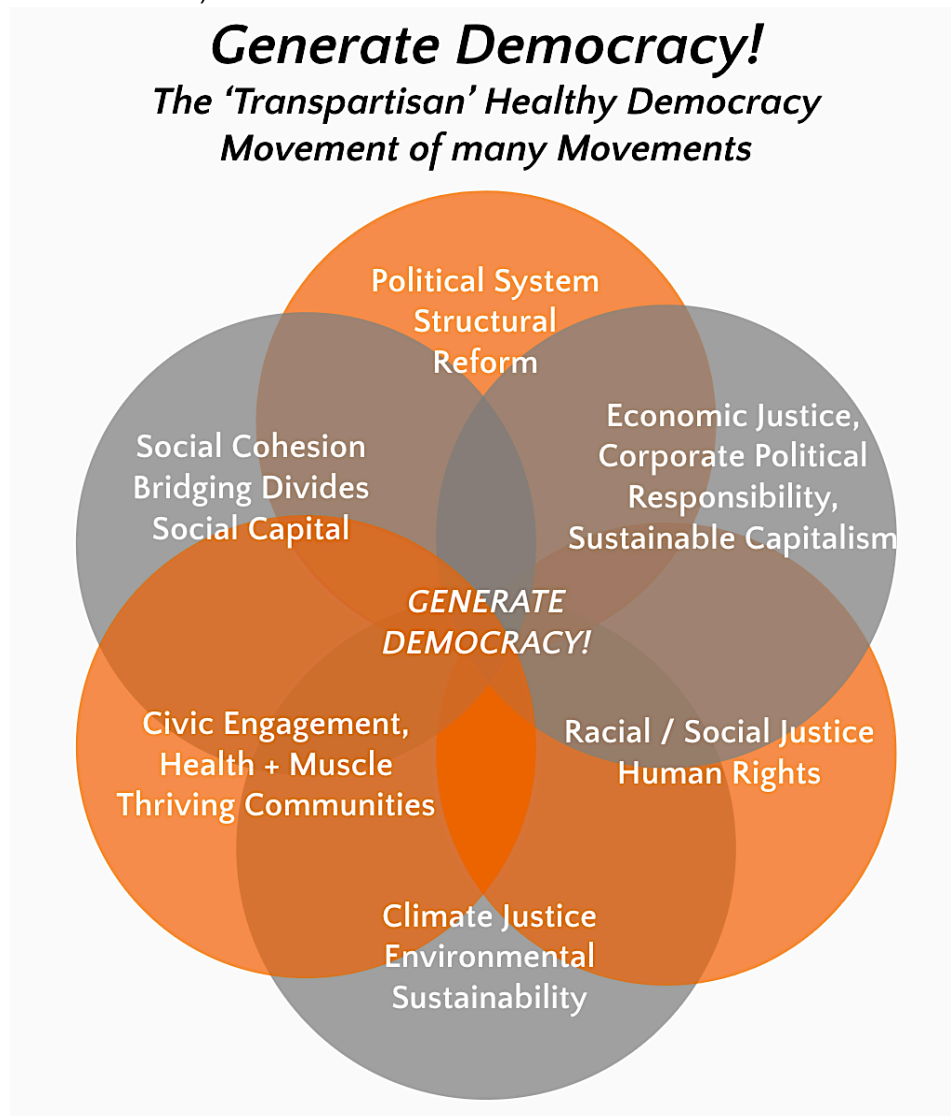 Generate Democracy!
The ‘Transpartisan’ Healthy Democracy
Movement of many Movements
Political System
Structural
Reform
Economic Justice,
Corporate Political
Responsibility,
Sustainable Capitalism
Social Cohesion
Bridging Divides
Social Capital
GENERATE
DEMOCRACY!
Civic Engagement,
Health + Muscle
Thriving Communities
Racial / Social Justice
Human Rights
Climate Justice
Environmental
Sustainability